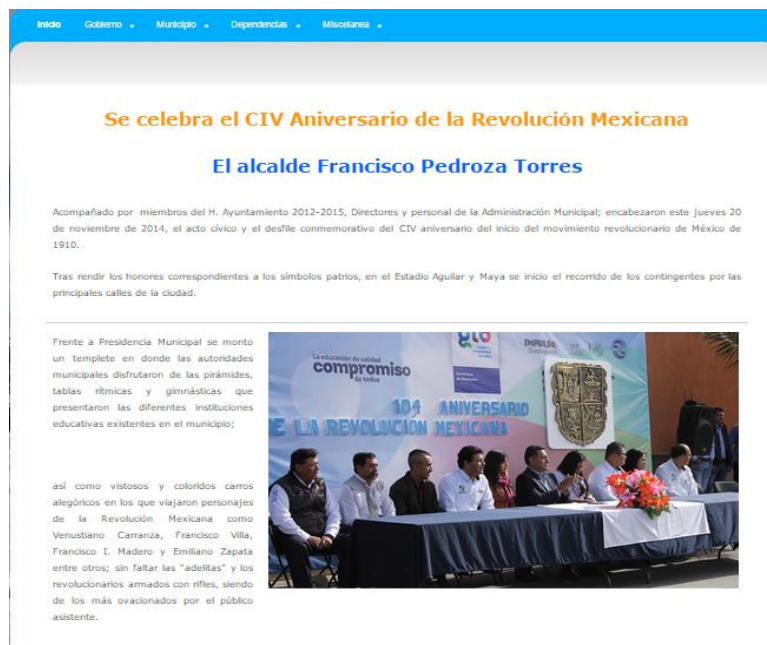 Inicio Gobierno Municipio Dependencias Miscelanea
Se celebra el CIV Aniversario de la Revolución Mexicana
El alcalde Francisco Pedroza Torres
Acompañado por miembros del H. Ayuntamiento 2012-2015, Directores y personal de la Administración Municipal; encabezaron este jueves 20
de noviembre de 2014, el acto cívico y el desfile conmemorativo del CIV aniversario del inicio del movimiento revolucionario de México de
1910.
Tras rendir los honores correspondientes a los símbolos patrios, en el Estadio Aguilar y Maya se inicio el recorrido de los contingentes por las
principales calles de la ciudad.
Frente a Presidencia Municipal se monto
un templete en donde las autoridades
municipales disfrutaron de las pirámides,
tablas rítmicas y gimnásticas que
presentaron las diferentes instituciones
educativas existentes en el municipio;
así como vistosos y coloridos carros
alegóricos en los que viajaron personajes
de la Revolución Mexicana como
Venustiano Carranza, Francisco Villa,
Francisco I. Madero y Emiliano Zapata
entre otros; sin faltar las "adelitas" y los
revolucionarios armados con rifles, siendo
de los más ovacionados por el público
asistente.
La educación de calidad
compromiso
de todos
gto
IMPULSO
104 ANIVERSARIO
DE LA REVOLUCION MEXICANA